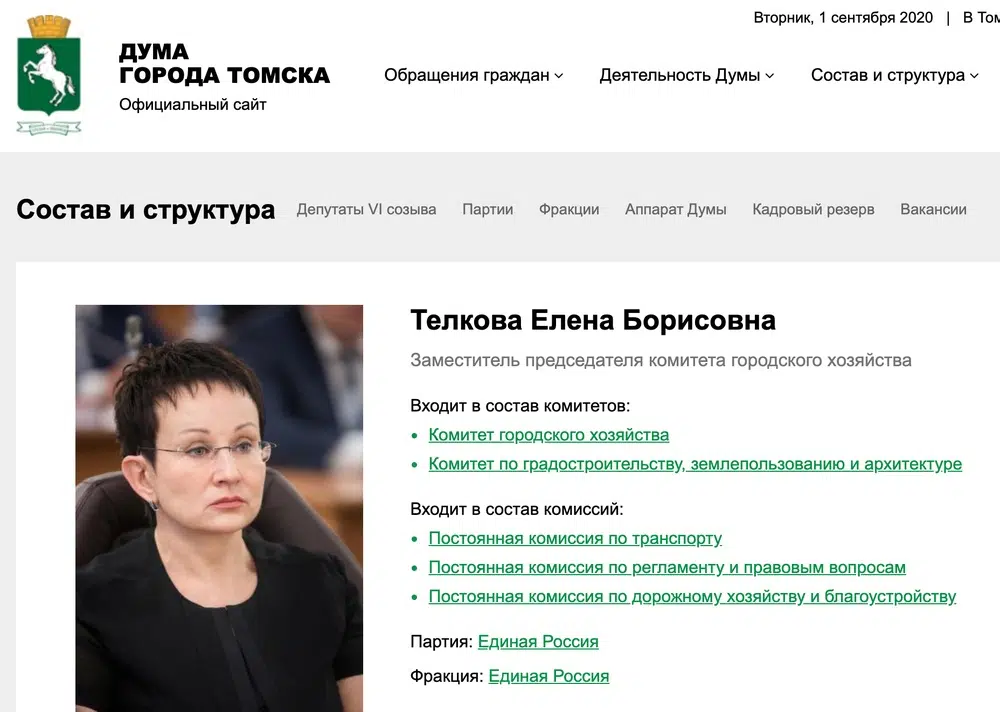 Вторник, 1 сентября 2020 | В Том
ДУМА
ГОРОДА ТОМСКА
Официальный сайт
Обращения граждан Деятельность Думы Состав и структура
Состав и структура Депутаты VI созыва Партии Фракции Аппарат Думы Кадровый резерв Вакансии
Телкова Елена Борисовна
Заместитель председателя комитета городского хозяйства
Входит в состав комитетов:
• Комитет городского хозяйства
• Комитет по градостроительству, землепользованию и архитектуре
Входит в состав комиссий:
• Постоянная комиссия по транспорту
• Постоянная комиссия по регламенту и правовым вопросам
• Постоянная комиссия по дорожному хозяйству и благоустройству
Партия: Единая Россия
Фракция: Единая Россия